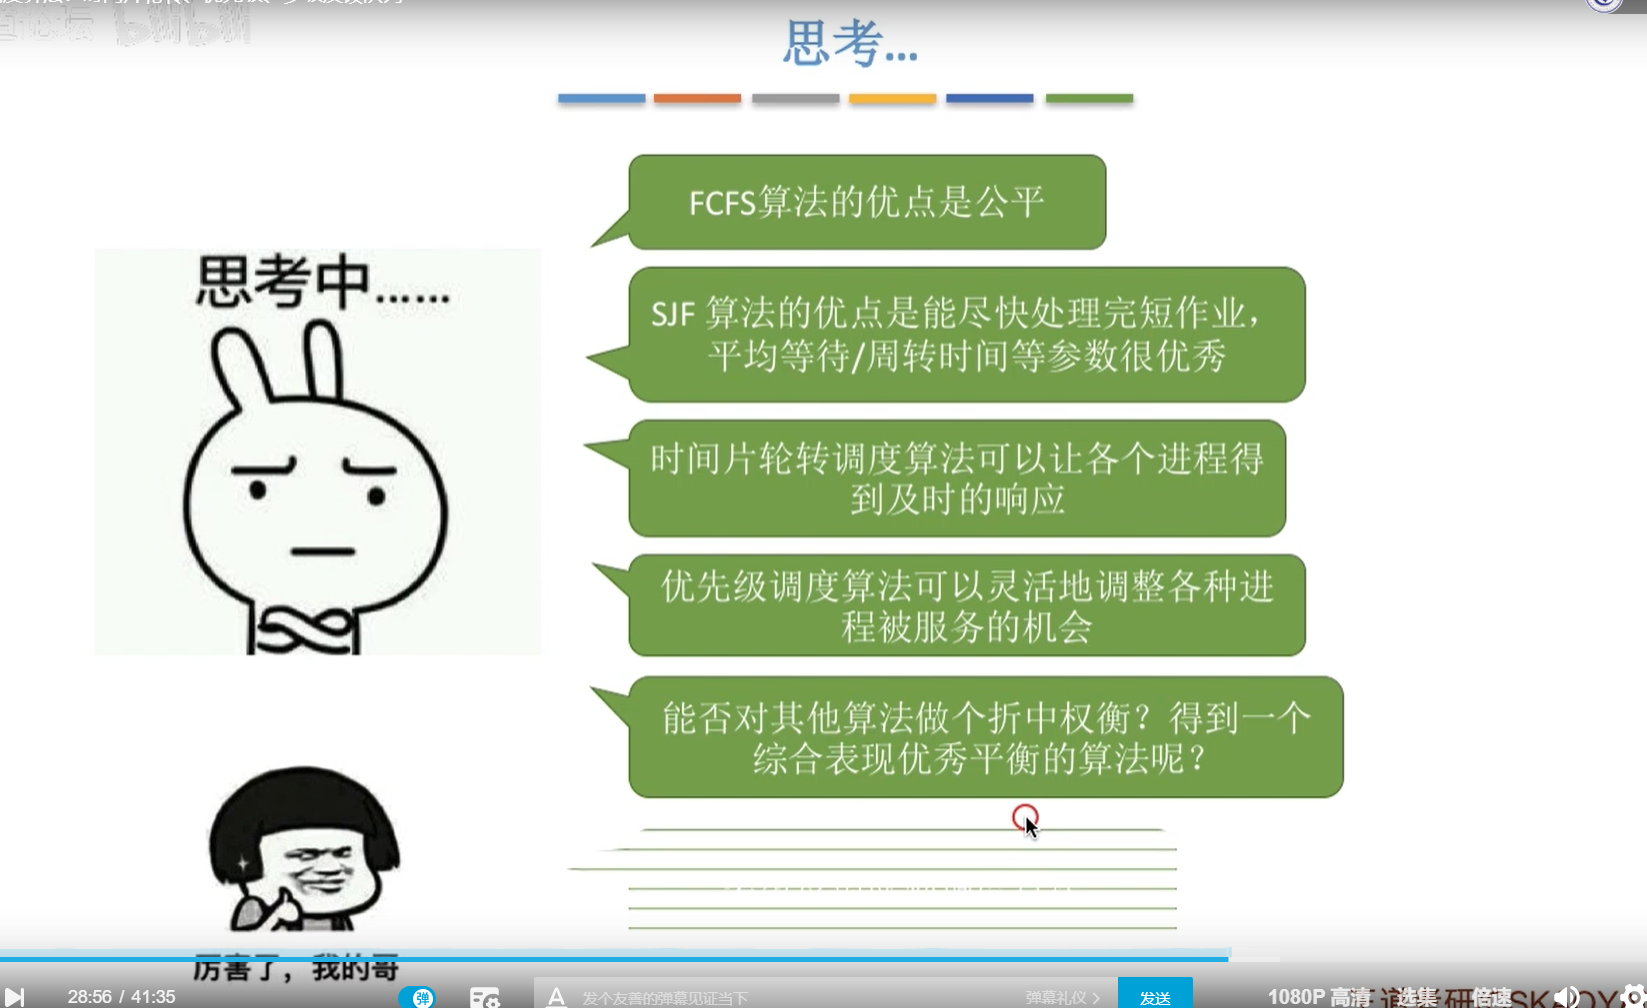 bilibili
思考...
FCFS算法的优点是公平
思考中......
SJF 算法的优点是能尽快处理完短作业，
平均等待/周转时间等参数很优秀
时间片轮转调度算法可以让各个进程得
到及时的响应
优先级调度算法可以灵活地调整各种进
程被服务的机会
能否对其他算法做个折中权衡？得到一个
综合表现优秀平衡的算法呢？
厉害了，我的哥
28:56 / 41:35
弹
A
发个友善的弹幕见证当下
弹幕礼仪 >
发送
1080P 高清
选集
倍速